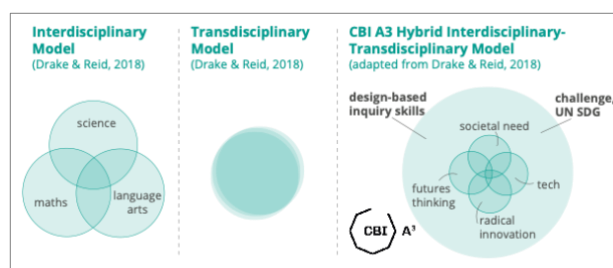 Interdisciplinary
Model
(Drake & Reid, 2018)
science
maths
language
arts
Transdisciplinary
Model
(Drake & Reid, 2018)
CBI A3 Hybrid Interdisciplinary-
Transdisciplinary Model
(adapted from Drake & Reid, 2018)
design-based
inquiry skills
challenge,
UN SDG
societal need
futures
thinking
tech
radical
innovation
CBI A³